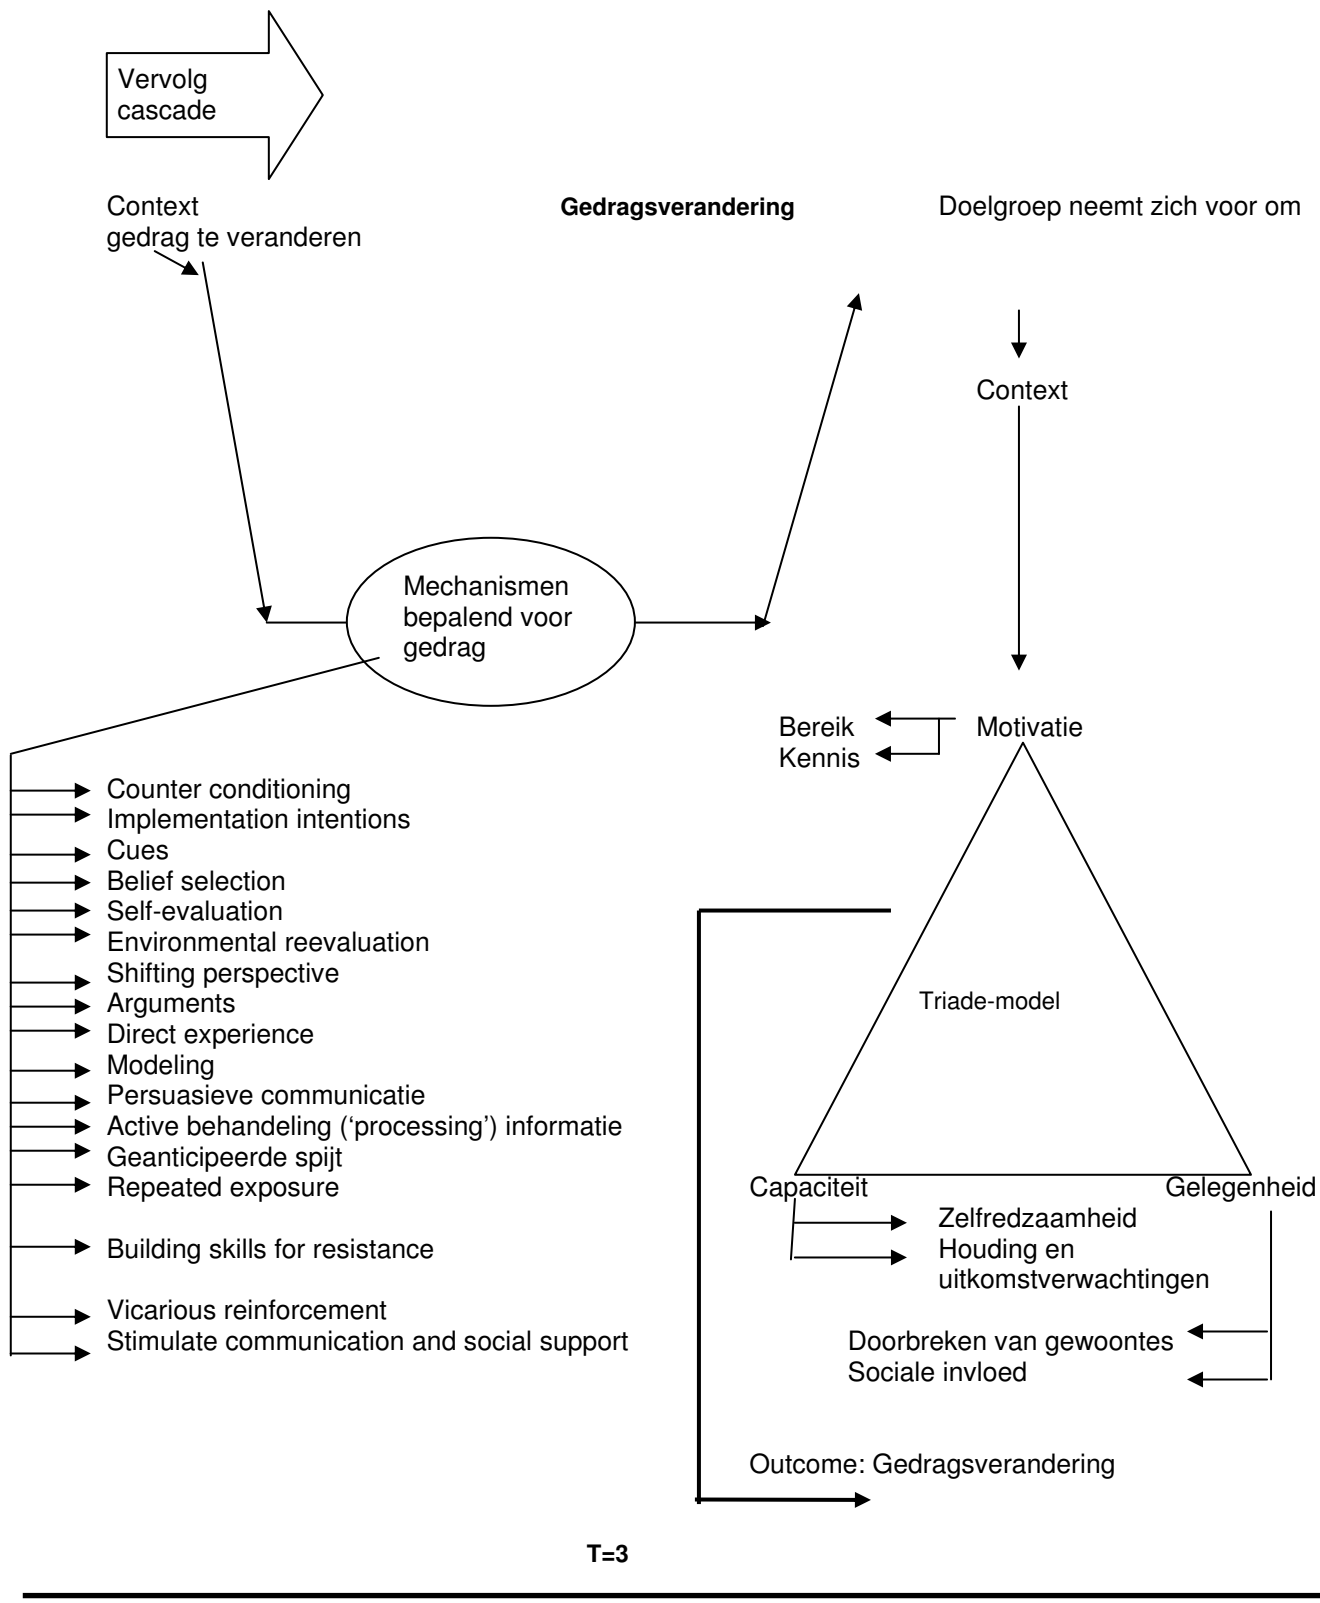 Vervolg
cascade
Context
gedrag te veranderen
Gedragsverandering
Doelgroep neemt zich voor om
Context
Mechanismen
bepalend voor
gedrag
Bereik
Kennis
Motivatie
Counter conditioning
Implementation intentions
Cues
Belief selection
Self-evaluation
Environmental reevaluation
Shifting perspective
Arguments
Direct experience
Modeling
Persuasieve communicatie
Active behandeling (‘processing’) informatie
Geanticipeerde spijt
Repeated exposure
Building skills for resistance
Vicarious reinforcement
Stimulate communication and social support
Triade-model
Capaciteit
Gelegenheid
Zelfredzaamheid
Houding en
uitkomstverwachtingen
Doorbreken van gewoontes
Sociale invloed
Outcome: Gedragsverandering
T=3